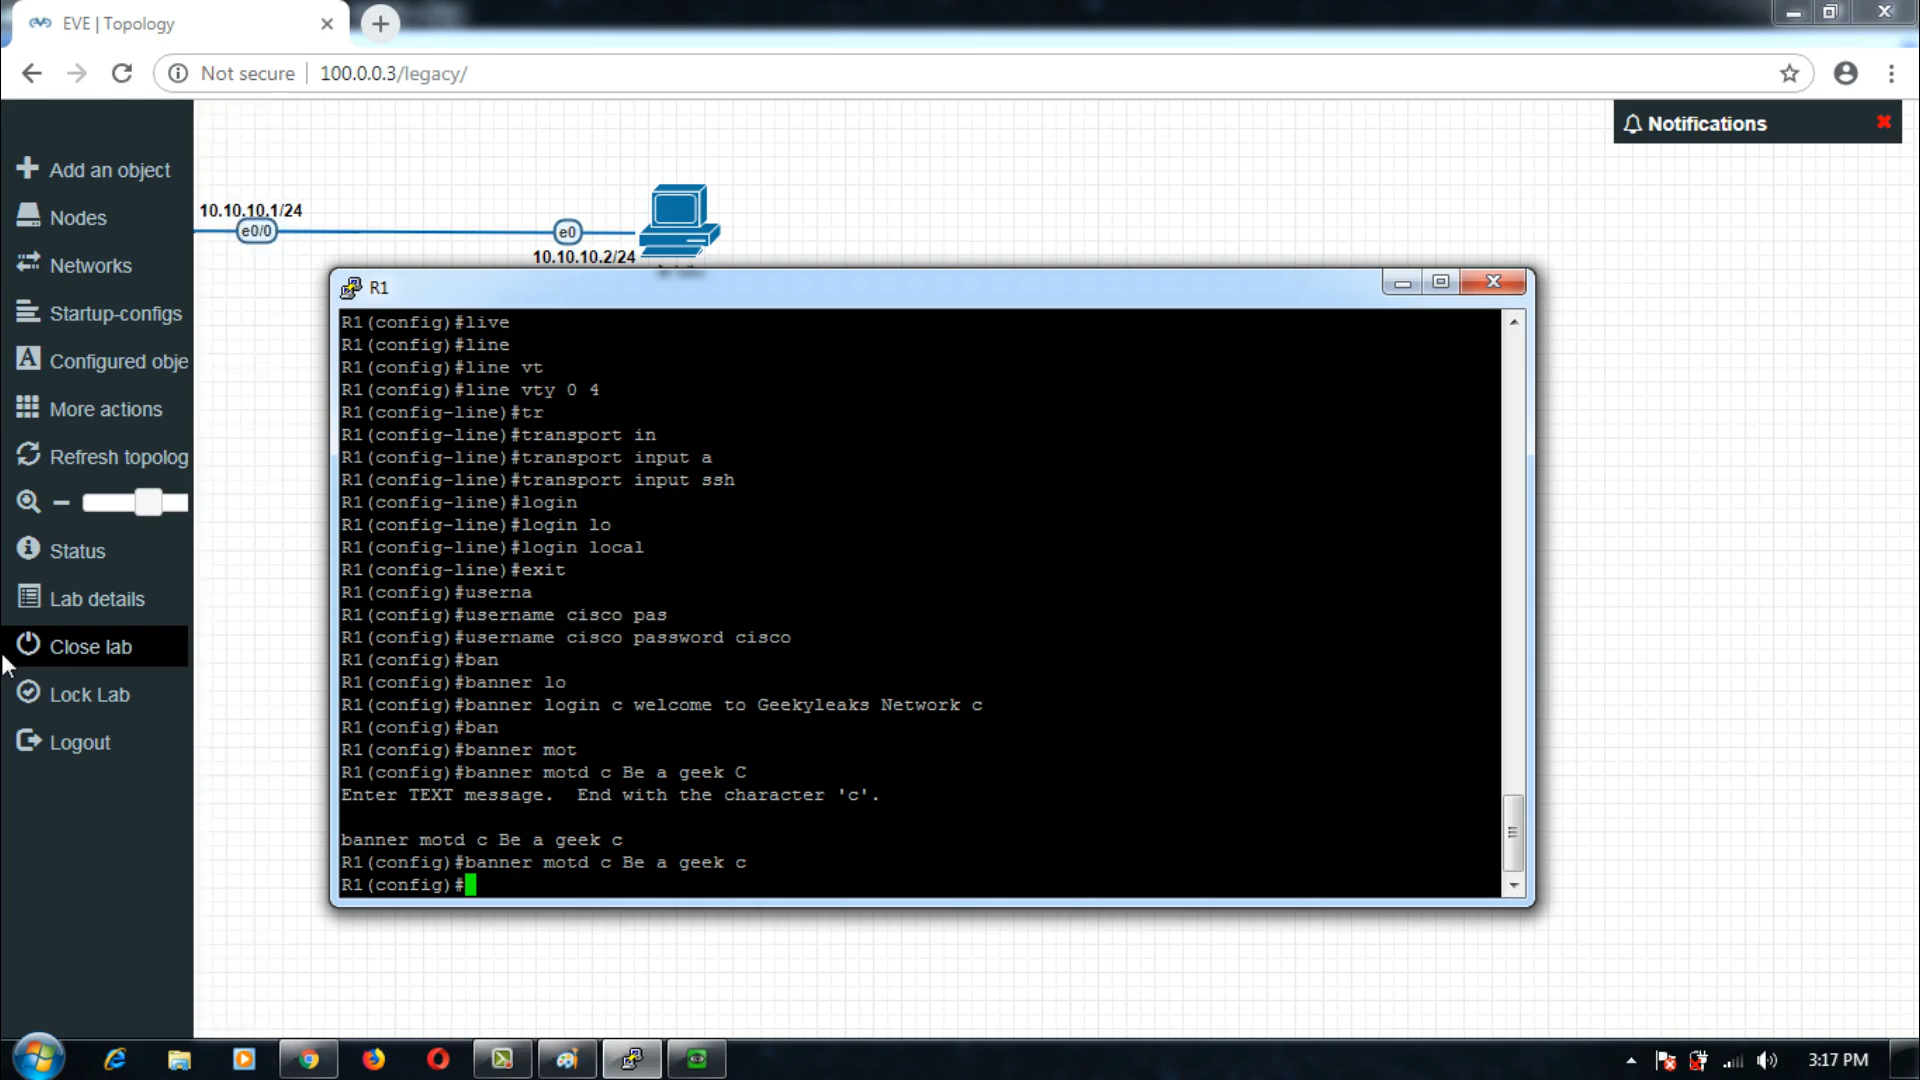 EVE | Topology
Not secure
100.0.0.3/legacy/
Notifications
Add an object
Nodes
Networks
Startup-configs
Configured obje
More actions
Refresh topolog
Status
Lab details
Close lab
Lock Lab
Logout
10.10.10.1/24
e0/0
e0
10.10.10.2/24
R1
R1(config)#live
R1(config)#line
R1(config)#line vt
R1(config)#line vty 0 4
R1(config-line)#tr
R1(config-line)#transport in
R1(config-line)#transport input a
R1(config-line)#transport input ssh
R1(config-line)#login
R1(config-line)#login lo
R1(config-line)#login local
R1(config-line)#exit
R1(config)#userna
R1(config)#username cisco pas
R1(config)#username cisco password cisco
R1(config)#ban
R1(config)#banner lo
R1(config)#banner login c welcome to Geekyleaks Network c
R1(config)#ban
R1(config)#banner mot
R1(config)#banner motd c Be a geek C
Enter TEXT message.  End with the character 'c'.
banner motd c Be a geek c
R1(config)#banner motd c Be a geek c
R1(config)#
3:17 PM